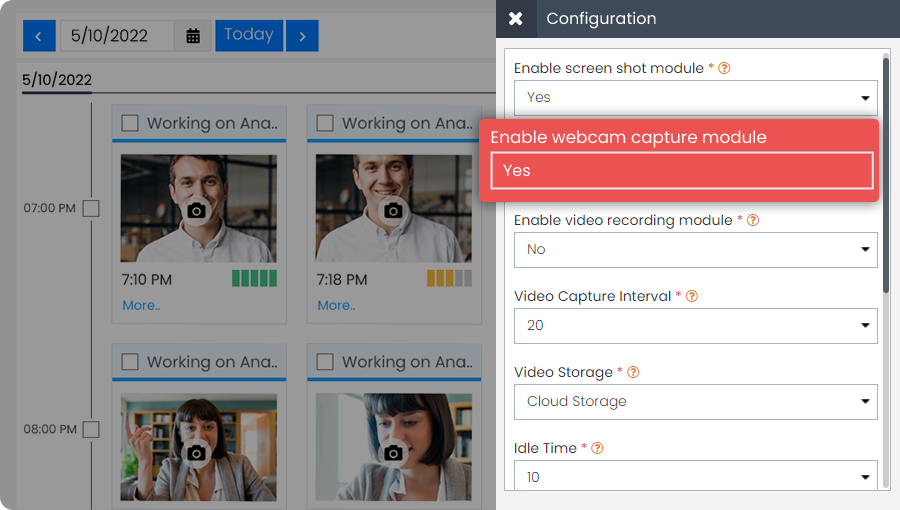 5/10/2022
Today
5/10/2022
Working on Ana..
Working on Ana..
07:00 PM
7:10 PM
7:18 PM
More..
More..
Working on Ana..
Working on Ana..
08:00 PM
Configuration
Enable screen shot module *
Yes
Enable webcam capture module
Yes
Enable video recording module *
No
Video Capture Interval *
20
Video Storage *
Cloud Storage
Idle Time *
10